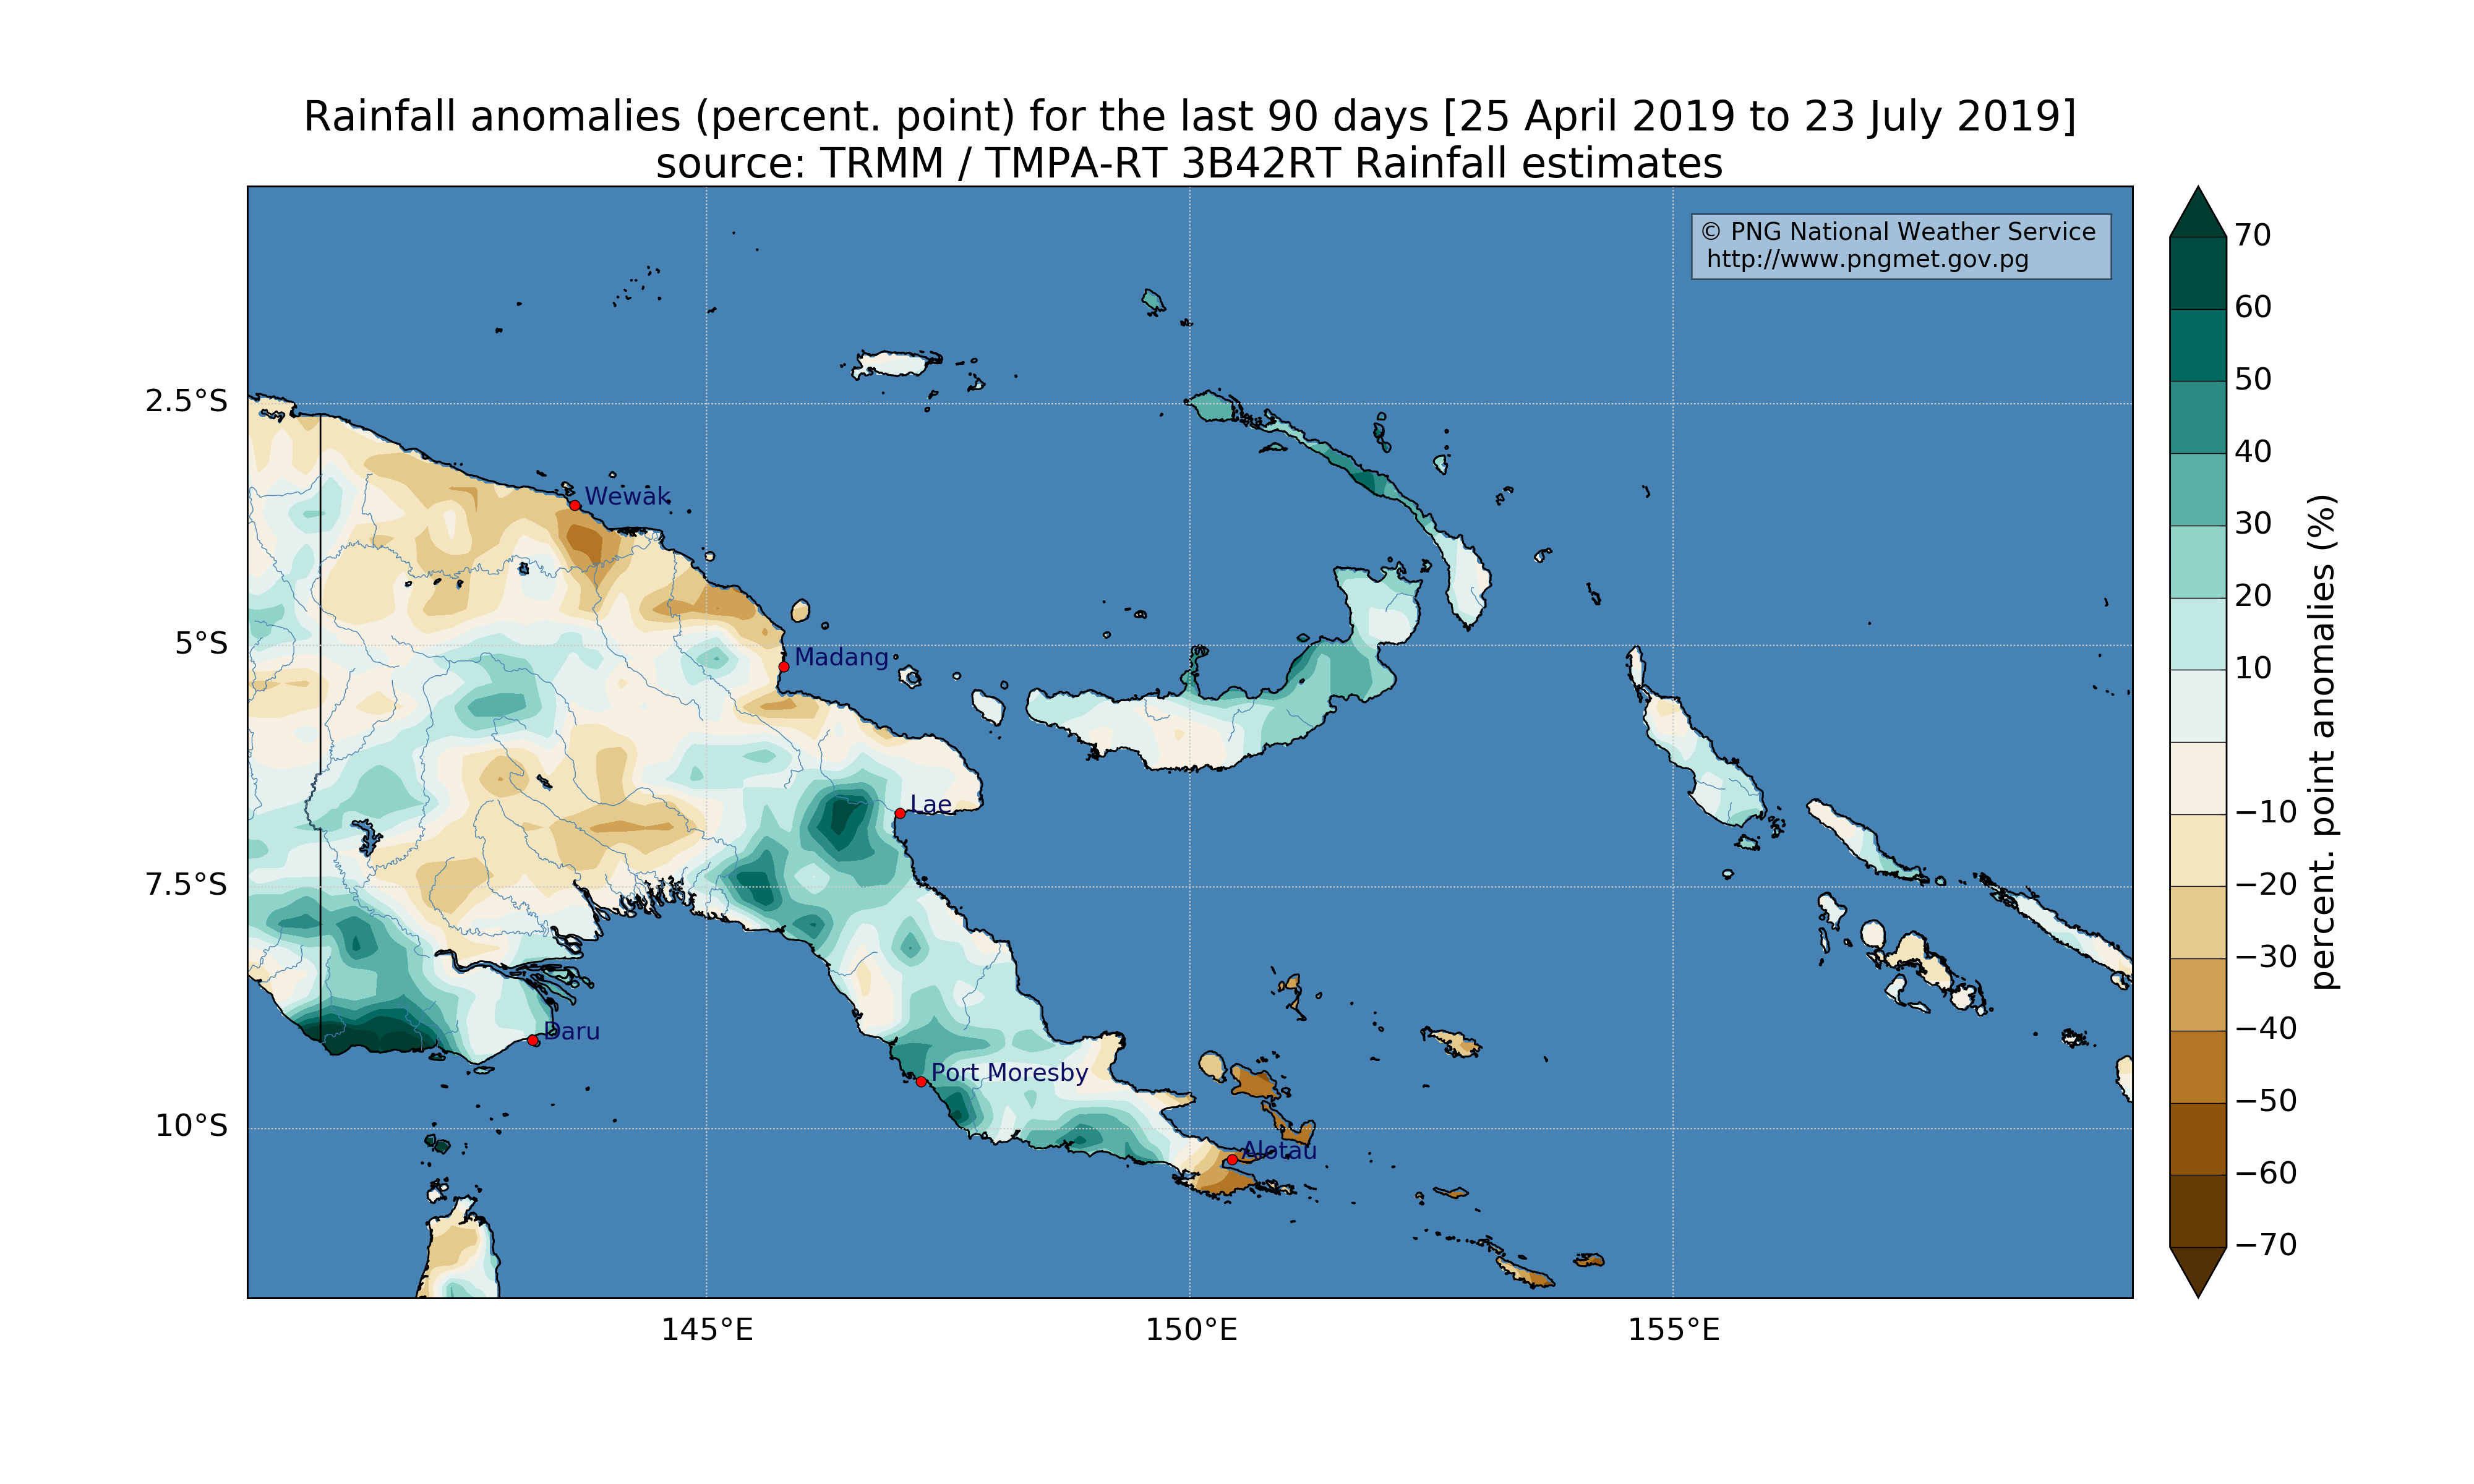 Rainfall anomalies (percent. point) for the last 90 days [25 April 2019 to 23 July 2019]
source: TRMM / TMPA-RT 3B42RT Rainfall estimates
© PNG National Weather Service
http://www.pngmet.gov.pg
2.5°S
5°S
7.5°S
10°S
Wewak
Madang
Lae
Daru
Port Moresby
Alotau
145°E
150°E
155°E
70
60
50
40
30
20
10
−10
−20
−30
−40
−50
−60
−70
percent. point anomalies (%)